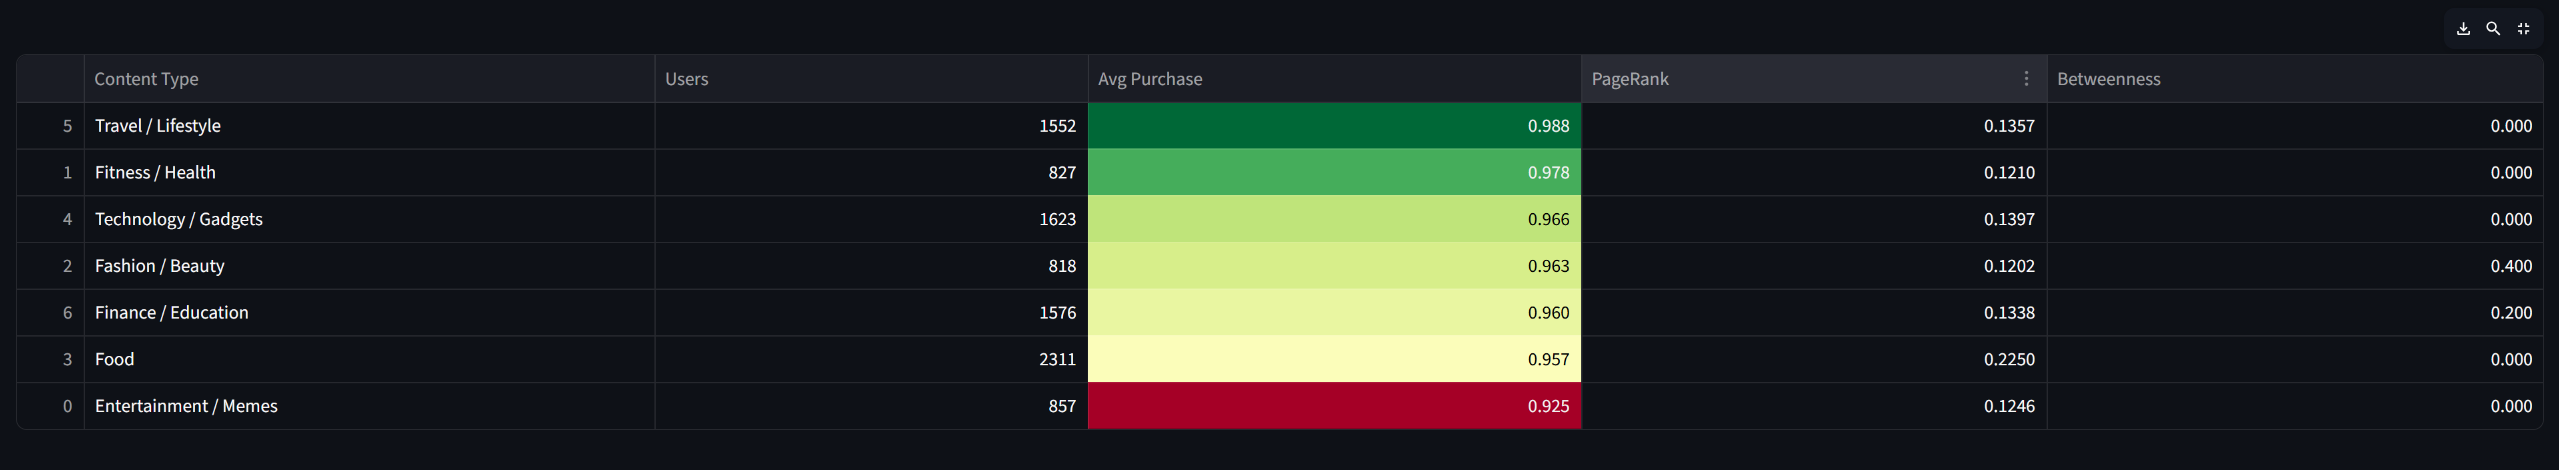 Content Type Users Avg Purchase PageRank Betweenness
5 Travel / Lifestyle 1552 0.988 0.1357 0.000
1 Fitness / Health 827 0.978 0.1210 0.000
4 Technology / Gadgets 1623 0.966 0.1397 0.000
2 Fashion / Beauty 818 0.963 0.1202 0.400
6 Finance / Education 1576 0.960 0.1338 0.200
3 Food 2311 0.957 0.2250 0.000
0 Entertainment / Memes 857 0.925 0.1246 0.000